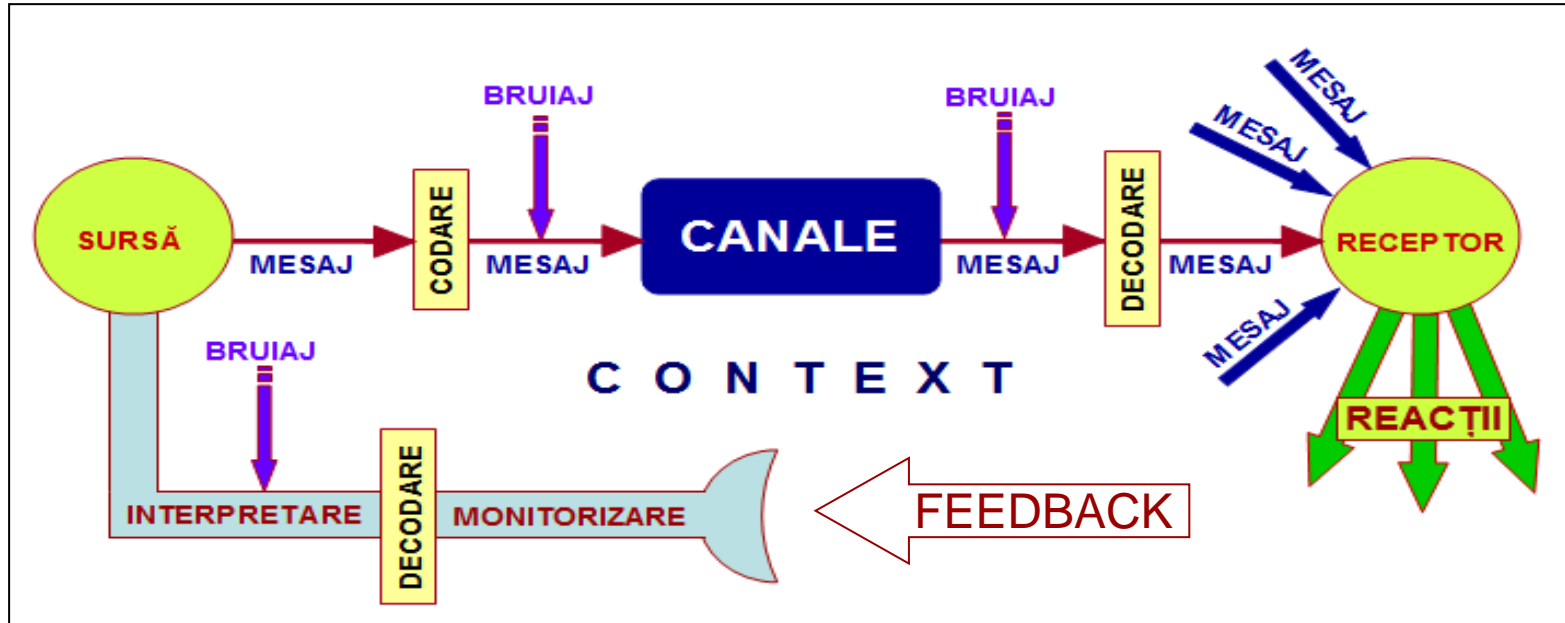 BRUIAJ
BRUIAJ
MESAJ
MESAJ
SURSĂ
MESAJ
CODARE
MESAJ
CANALE
MESAJ
DECODARE
MESAJ
RECEPTOR
MESAJ
BRUIAJ
CONTEXT
REACȚII
INTERPRETARE
DECODARE
MONITORIZARE
FEEDBACK